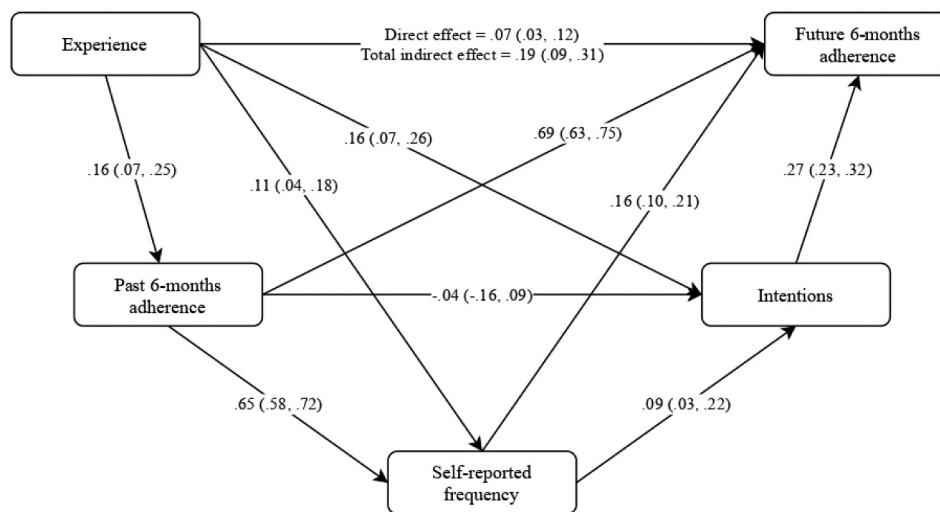 Experience
Direct effect = .07 (.03, .12)
Total indirect effect = .19 (.09, .31)
Future 6-months
adherence
.69 (.63, .75)
.16 (.07, .26)
.16 (.07, .25)
.11 (.04, .18)
.16 (.10, .21)
.27 (.23, .32)
Past 6-months
adherence
-.04 (-.16, .09)
Intentions
.65 (.58, .72)
.09 (.03, .22)
Self-reported
frequency